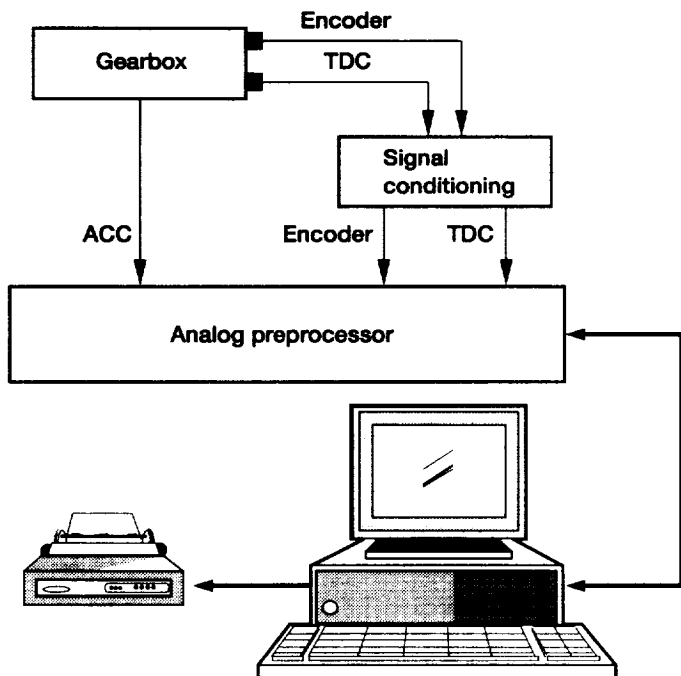 Encoder
Gearbox
TDC
Signal
conditioning
ACC
Encoder
TDC
Analog preprocessor